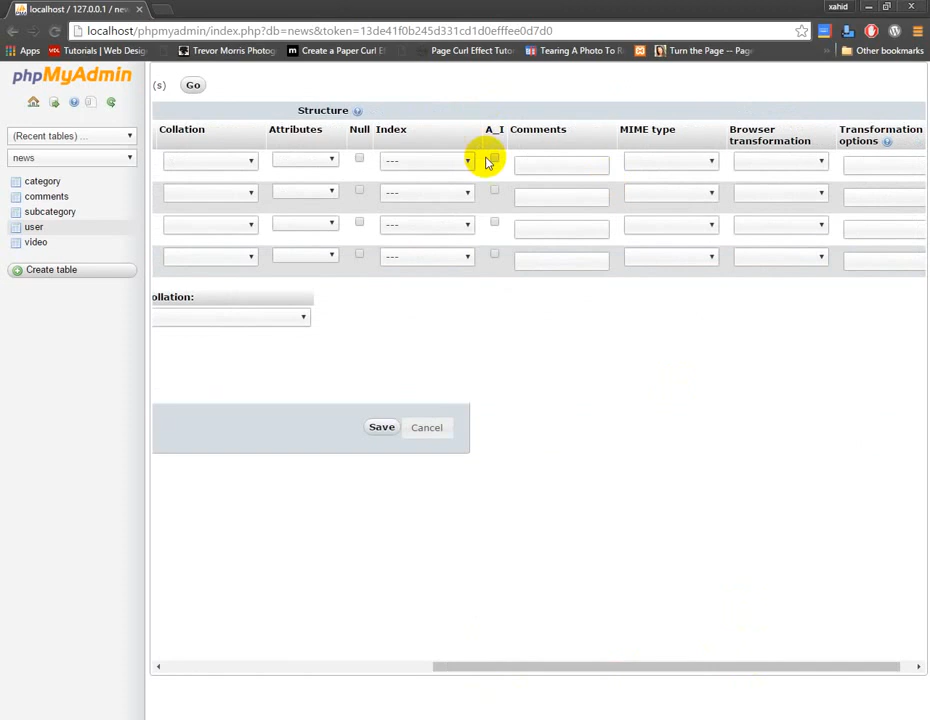 localhost / 127.0.0.1 / new
xahid
localhost/phpmyadmin/index.php?db=news&token=13de41f0b245d331cd1d0efffee0d7d0
Apps
Tutorials | Web Desig
Trevor Morris Photog
Create a Paper Curl Ef
Page Curl Effect Tutor
Tearing A Photo To R
Turn the Page – Page
Other bookmarks
phpMyAdmin
(s) Go
Structure
(Recent tables) ...
Collation Attributes Null Index A_I Comments MIME type Browser transformation Transformation options
news
---
category
comments
---
subcategory
user
---
video
---
Create table
ollation:
Save Cancel